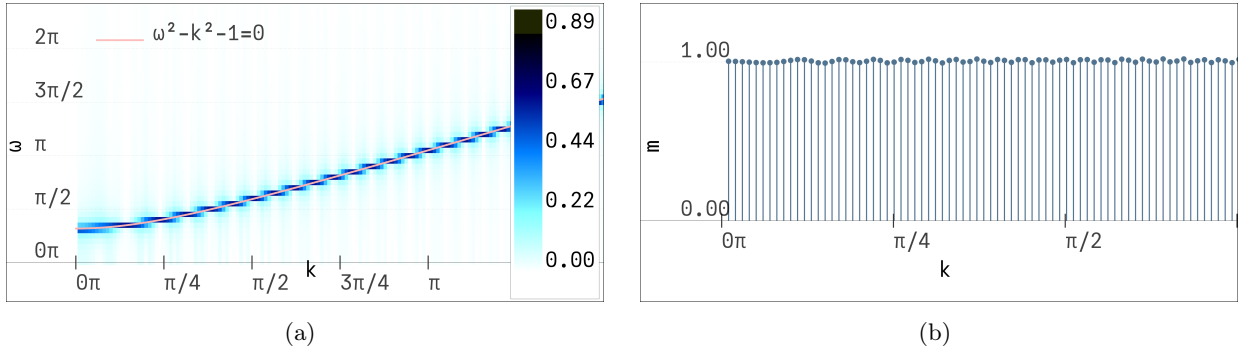 2π
ω²-k²-1=0
3π/2
π
π/2
0π
ω
0π
π/4
π/2
3π/4
π
k
0.89
0.67
0.44
0.22
0.00
(a)
1.00
0.00
m
0π
π/4
π/2
k
(b)